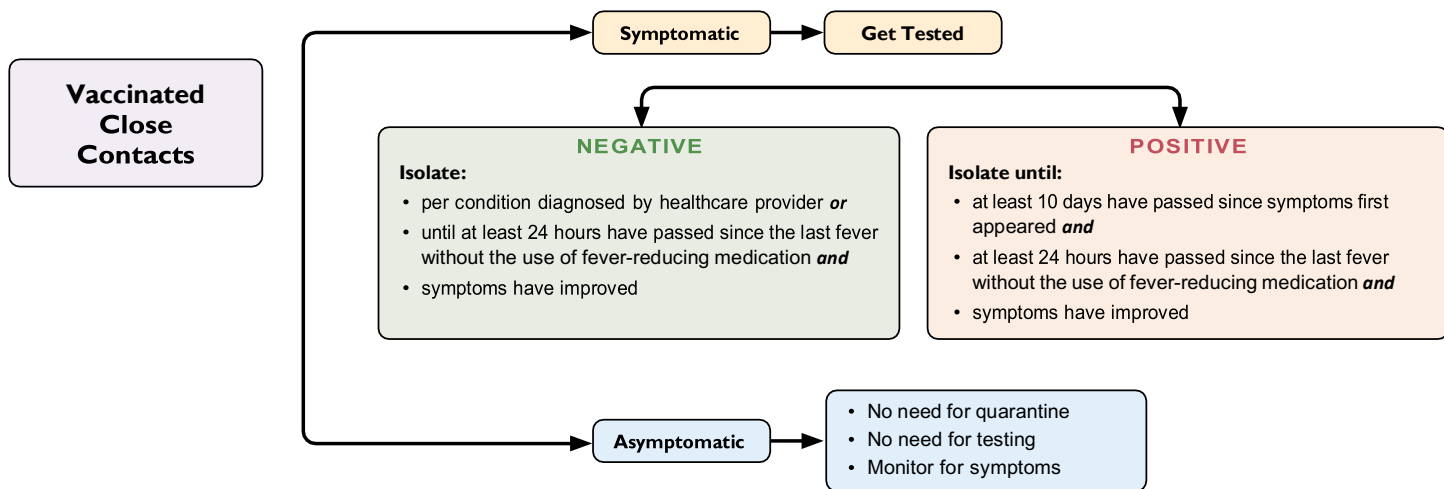 Vaccinated
Close
Contacts
Symptomatic
Get Tested
NEGATIVE
Isolate:
• per condition diagnosed by healthcare provider or
• until at least 24 hours have passed since the last fever
without the use of fever-reducing medication and
• symptoms have improved
POSITIVE
Isolate until:
• at least 10 days have passed since symptoms first
appeared and
• at least 24 hours have passed since the last fever
without the use of fever-reducing medication and
• symptoms have improved
Asymptomatic
• No need for quarantine
• No need for testing
• Monitor for symptoms